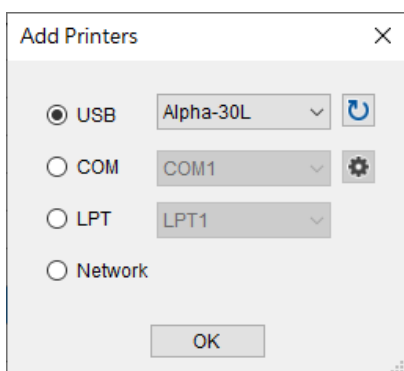 Add Printers
USB Alpha-30L
COM COM1
LPT LPT1
Network
OK